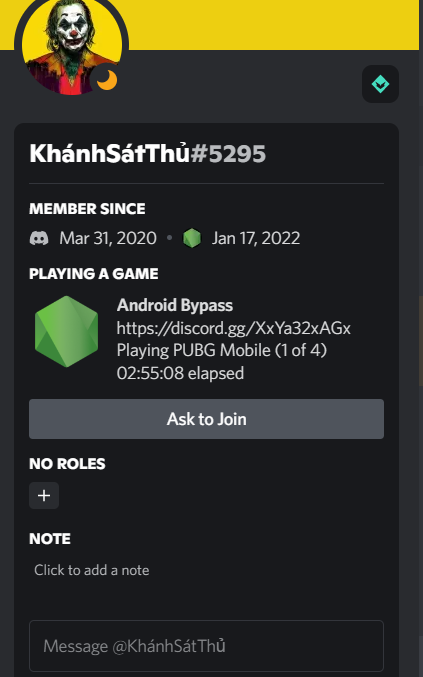 KhánhSátThủ#5295
MEMBER SINCE
Mar 31, 2020 • Jan 17, 2022
PLAYING A GAME
Android Bypass
https://discord.gg/XxYa32xAGx
Playing PUBG Mobile (1 of 4)
02:55:08 elapsed
Ask to Join
NO ROLES
+
NOTE
Click to add a note
Message @KhánhSátThủ